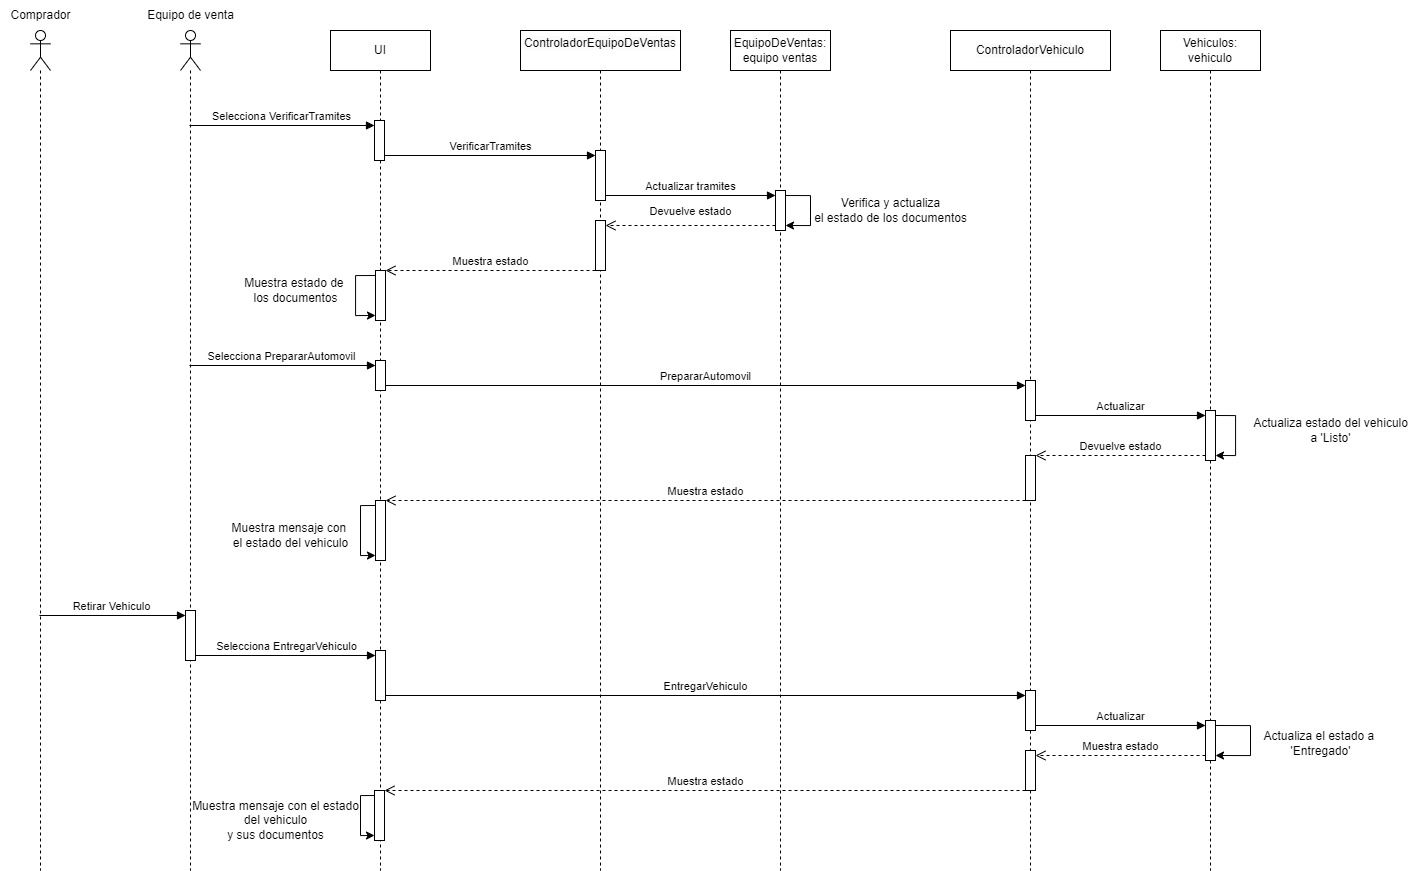 Comprador
Equipo de venta
UI
ControladorEquipoDeVentas
EquipoDeVentas:
equipo ventas
ControladorVehiculo
Vehiculos:
vehiculo
Selecciona VerificarTramites
VerificarTramites
Actualizar tramites
Verifica y actualiza
el estado de los documentos
Devuelve estado
Muestra estado
Muestra estado de
los documentos
Selecciona PrepararAutomovil
PrepararAutomovil
Actualizar
Actualiza estado del vehiculo
a 'Listo'
Devuelve estado
Muestra estado
Muestra mensaje con
el estado del vehiculo
Retirar Vehiculo
Selecciona EntregarVehiculo
EntregarVehiculo
Actualizar
Actualiza el estado a
'Entregado'
Muestra estado
Muestra estado
Muestra mensaje con el estado
del vehiculo
y sus documentos